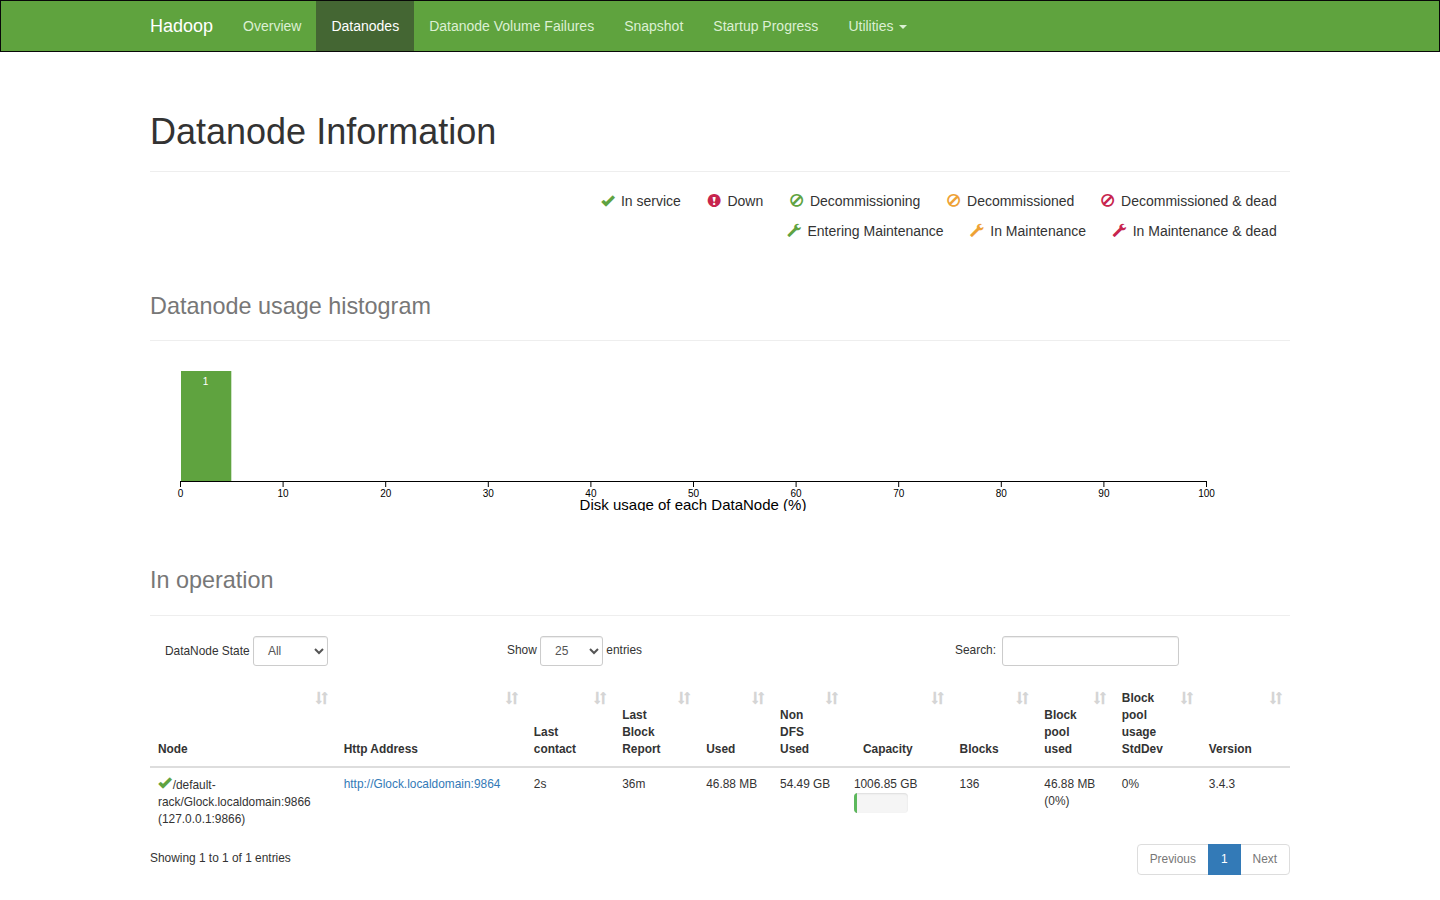 Hadoop Overview Datanodes Datanode Volume Failures Snapshot Startup Progress Utilities
Datanode Information
In service Down Decommissioning Decommissioned Decommissioned & dead
Entering Maintenance In Maintenance In Maintenance & dead
Datanode usage histogram
1
0 10 20 30 40 50 60 70 80 90 100
Disk usage of each DataNode (%)
In operation
DataNode State All Show 25 entries Search:
Node
Http Address
Last
contact
Last
Block
Report
Used
Non
DFS
Used
Capacity
Blocks
Block
pool
used
Block
pool
usage
StdDev
Version
/default-
rack/Glock.localdomain:9866
(127.0.0.1:9866)
http://Glock.localdomain:9864
2s
36m
46.88 MB
54.49 GB
1006.85 GB
136
46.88 MB
(0%)
0%
3.4.3
Showing 1 to 1 of 1 entries
Previous 1 Next